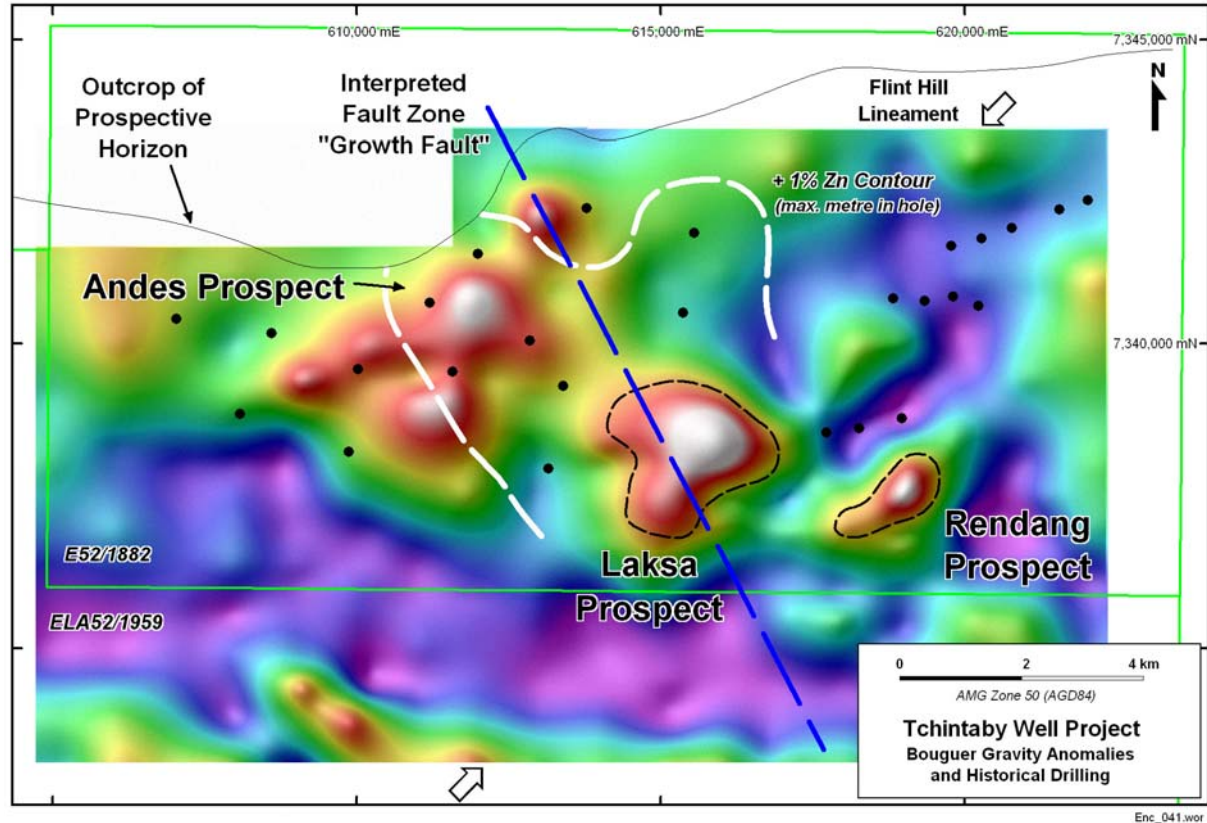 610,000 mE
615,000 mE
620,000 mE
7,345,000 mN
Outcrop of
Prospective
Horizon
Interpreted
Fault Zone
"Growth Fault"
Flint Hill
Lineament
N
+ 1% Zn Contour
(max. metre in hole)
Andes Prospect
7,340,000 mN
Laksa
Prospect
Rendang
Prospect
E52/1882
ELA52/1959
0 2 4 km
AMG Zone 50 (AGD84)
Tchintaby Well Project
Bouguer Gravity Anomalies
and Historical Drilling
Enc_041.wor